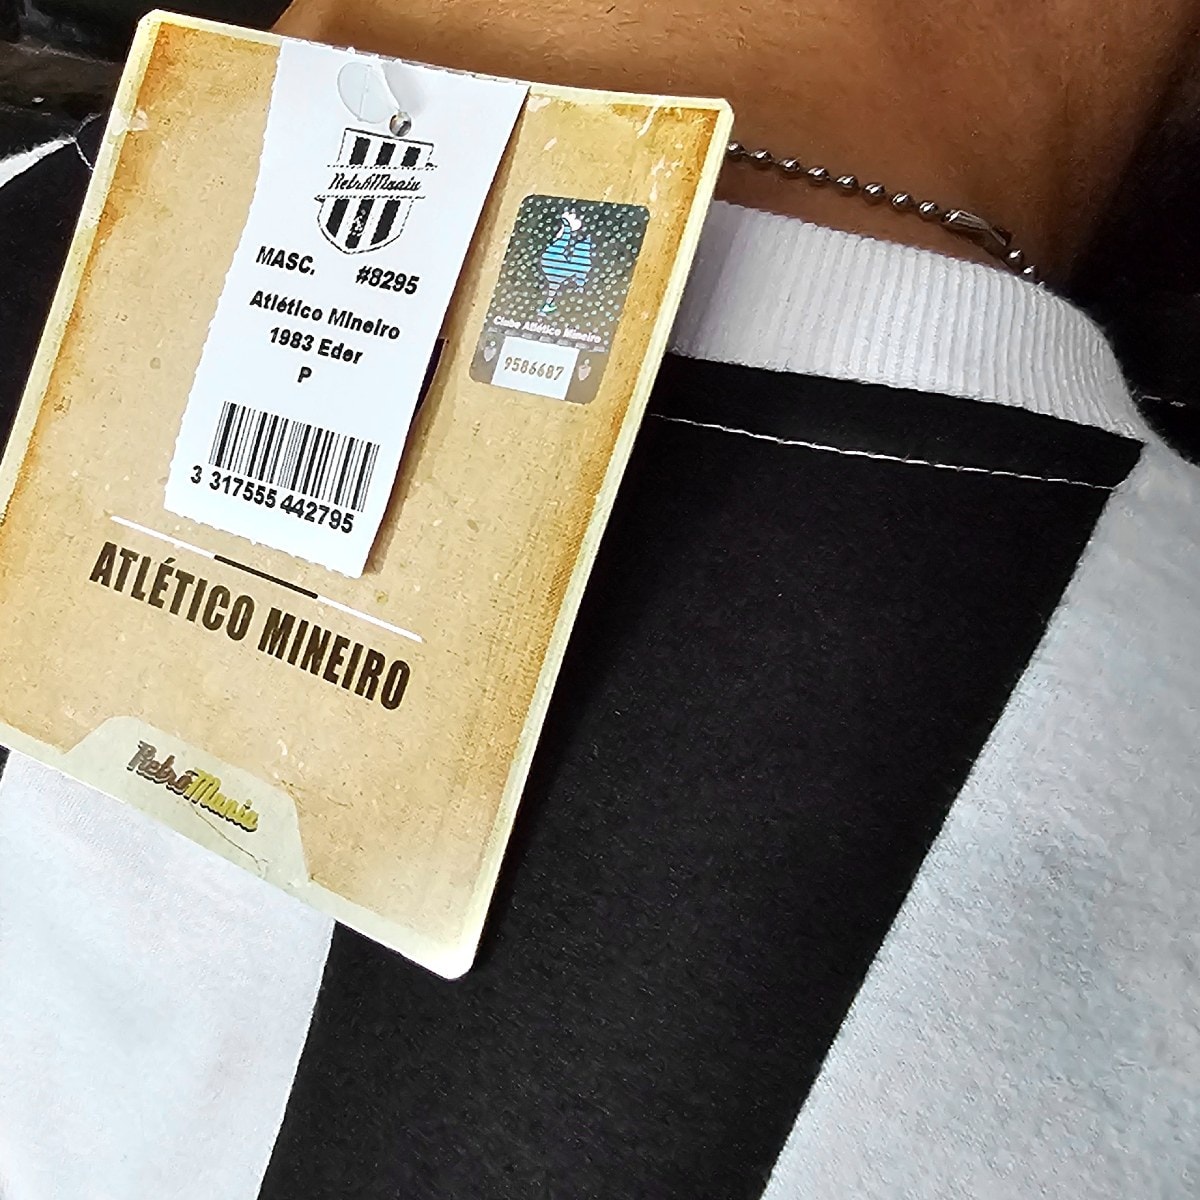 RetrôMania
MASC. #8295
Atlético Mineiro
1983 Eder
P
3 317555 442795
Clube Atlético Mineiro
9586687
ATLÉTICO MINEIRO
RetrôMania